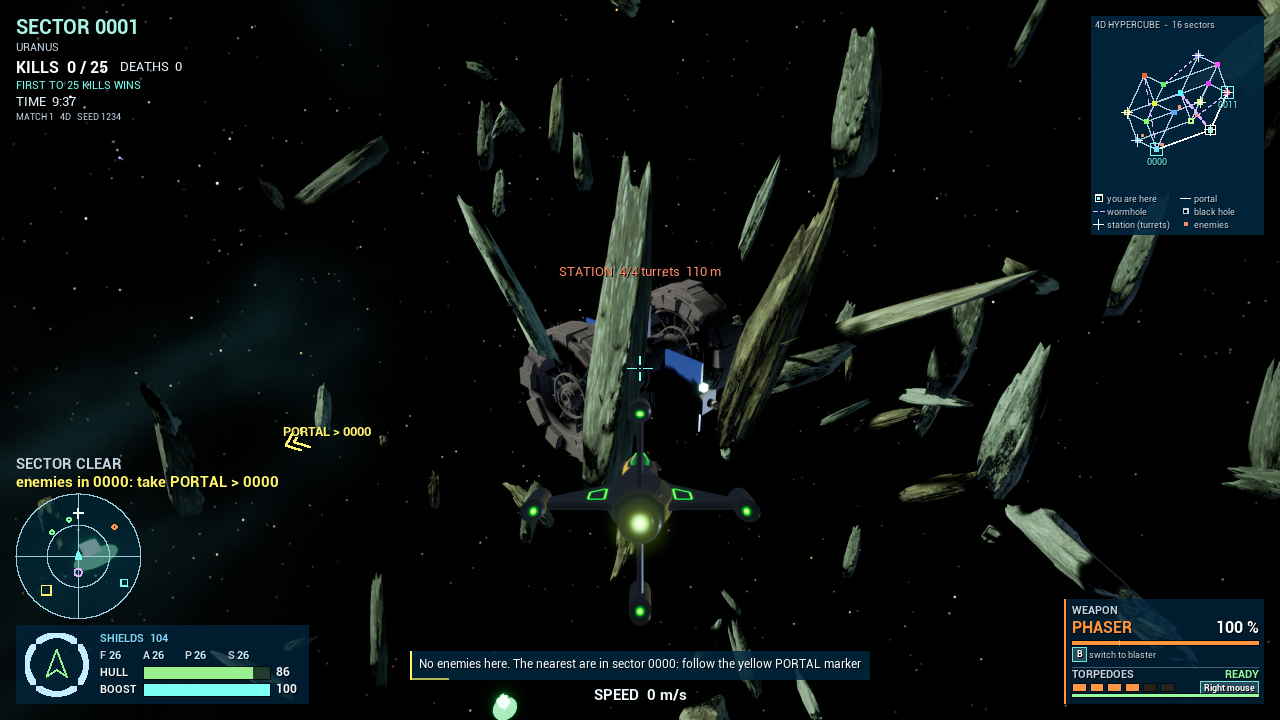 SECTOR 0001
URANUS
KILLS 0 / 25 DEATHS 0
FIRST TO 25 KILLS WINS
TIME 9:37
MATCH 1 4D SEED 1234
4D HYPERCUBE - 16 sectors
0011
0000
you are here
portal
wormhole
black hole
station (turrets)
enemies
STATION 4/4 turrets 110 m
PORTAL > 0000
SECTOR CLEAR
enemies in 0000: take PORTAL > 0000
SHIELDS 104
F 26 A 26 P 26 S 26
HULL 86
BOOST 100
No enemies here. The nearest are in sector 0000: follow the yellow PORTAL marker
SPEED 0 m/s
WEAPON
PHASER 100 %
B switch to blaster
TORPEDOES READY
Right mouse